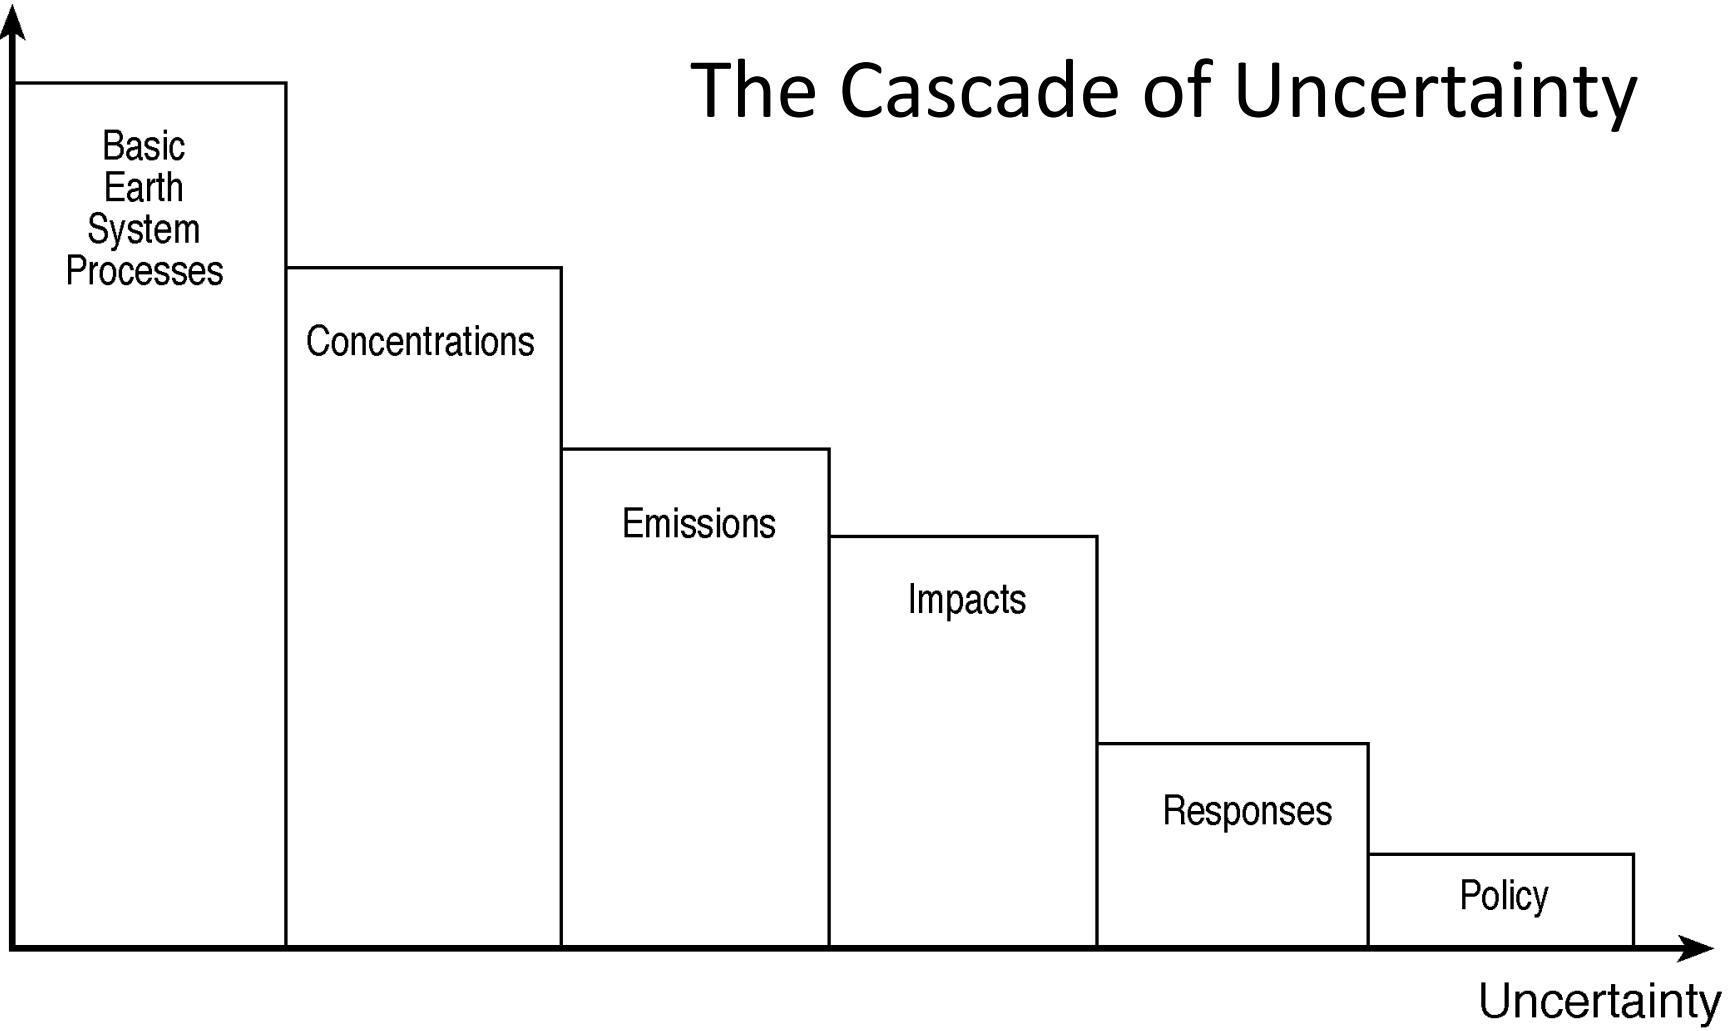 The Cascade of Uncertainty
Basic
Earth
System
Processes
Concentrations
Emissions
Impacts
Responses
Policy
Uncertainty